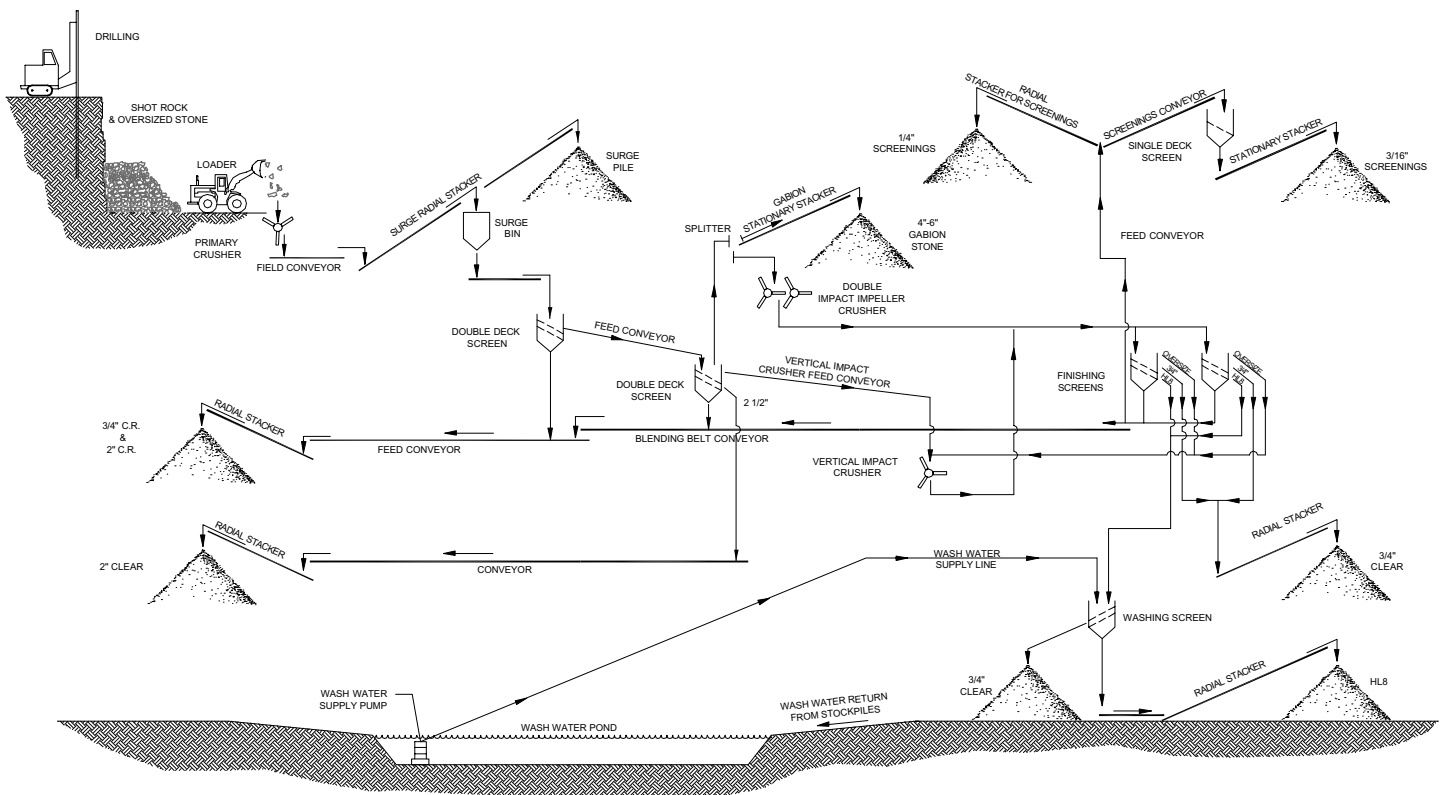 DRILLING
SHOT ROCK
& OVERSIZED STONE
LOADER
PRIMARY
CRUSHER
FIELD CONVEYOR
SURGE RADIAL STACKER
SURGE
PILE
SURGE
BIN
DOUBLE DECK
SCREEN
FEED CONVEYOR
SPLITTER
GABION
STATIONARY STACKER
4"-6"
GABION
STONE
DOUBLE
IMPACT IMPELLER
CRUSHER
RADIAL
STACKER FOR SCREENINGS
1/4"
SCREENINGS
SCREENINGS CONVEYOR
SINGLE DECK
SCREEN
STATIONARY STACKER
3/16"
SCREENINGS
FEED CONVEYOR
DOUBLE DECK
SCREEN
VERTICAL IMPACT
CRUSHER FEED CONVEYOR
2 1/2"
FINISHING
SCREENS
OVERSIZE
3/4"
HL8
OVERSIZE
3/4"
HL8
3/4" C.R.
&
2" C.R.
RADIAL STACKER
FEED CONVEYOR
BLENDING BELT CONVEYOR
VERTICAL IMPACT
CRUSHER
2" CLEAR
RADIAL STACKER
CONVEYOR
WASH WATER
SUPPLY LINE
RADIAL STACKER
3/4"
CLEAR
WASHING SCREEN
3/4"
CLEAR
RADIAL STACKER
HL8
WASH WATER
SUPPLY PUMP
WASH WATER POND
WASH WATER RETURN
FROM STOCKPILES